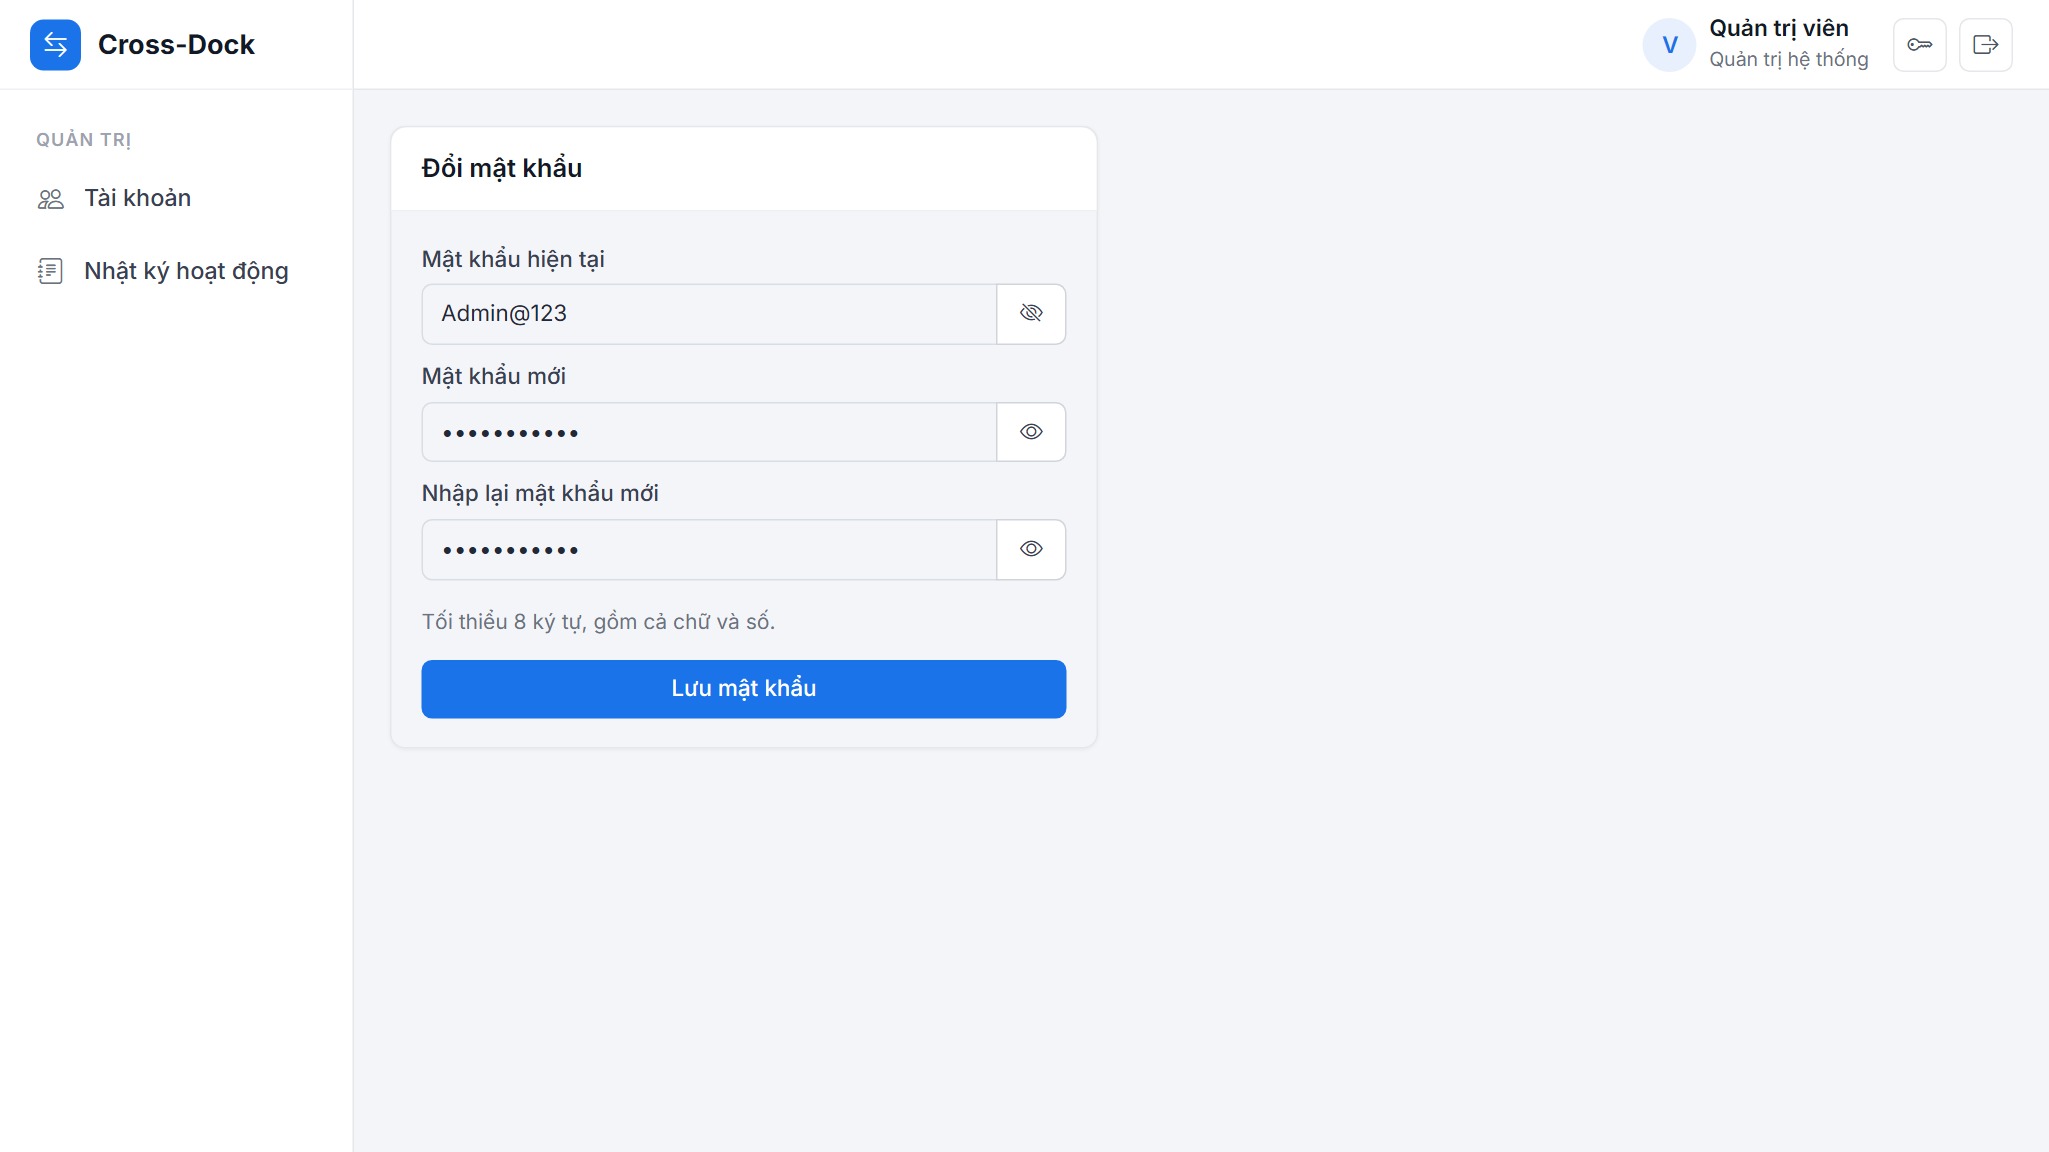 Cross-Dock
V
Quản trị viên
Quản trị hệ thống
QUẢN TRỊ
Tài khoản
Nhật ký hoạt động
Đổi mật khẩu
Mật khẩu hiện tại
Admin@123
Mật khẩu mới
•••••••••••
Nhập lại mật khẩu mới
•••••••••••
Tối thiểu 8 ký tự, gồm cả chữ và số.
Lưu mật khẩu